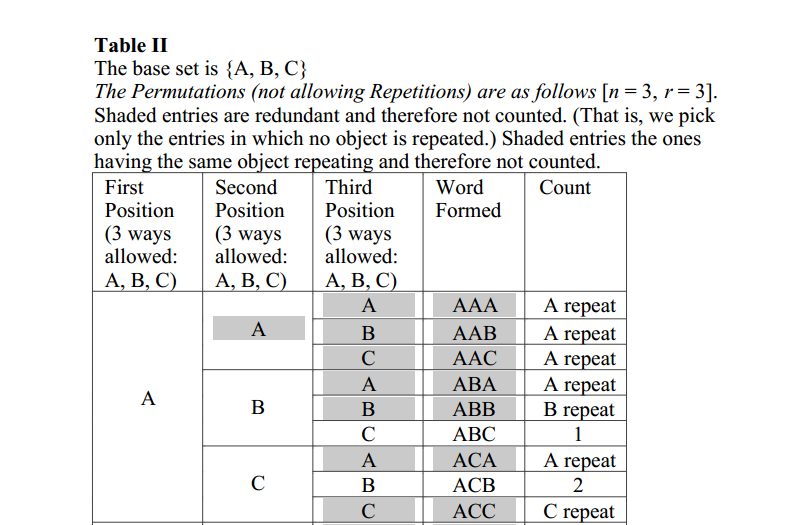 Table II
The base set is {A, B, C}
The Permutations (not allowing Repetitions) are as follows [n = 3, r = 3].
Shaded entries are redundant and therefore not counted. (That is, we pick
only the entries in which no object is repeated.) Shaded entries the ones
having the same object repeating and therefore not counted.
First Position (3 ways allowed: A, B, C) Second Position (3 ways allowed: A, B, C) Third Position (3 ways allowed: A, B, C) Word Formed Count
A AAA A repeat
A B AAB A repeat
C AAC A repeat
A ABA A repeat
A B B ABB B repeat
C ABC 1
A ACA A repeat
C B ACB 2
C ACC C repeat